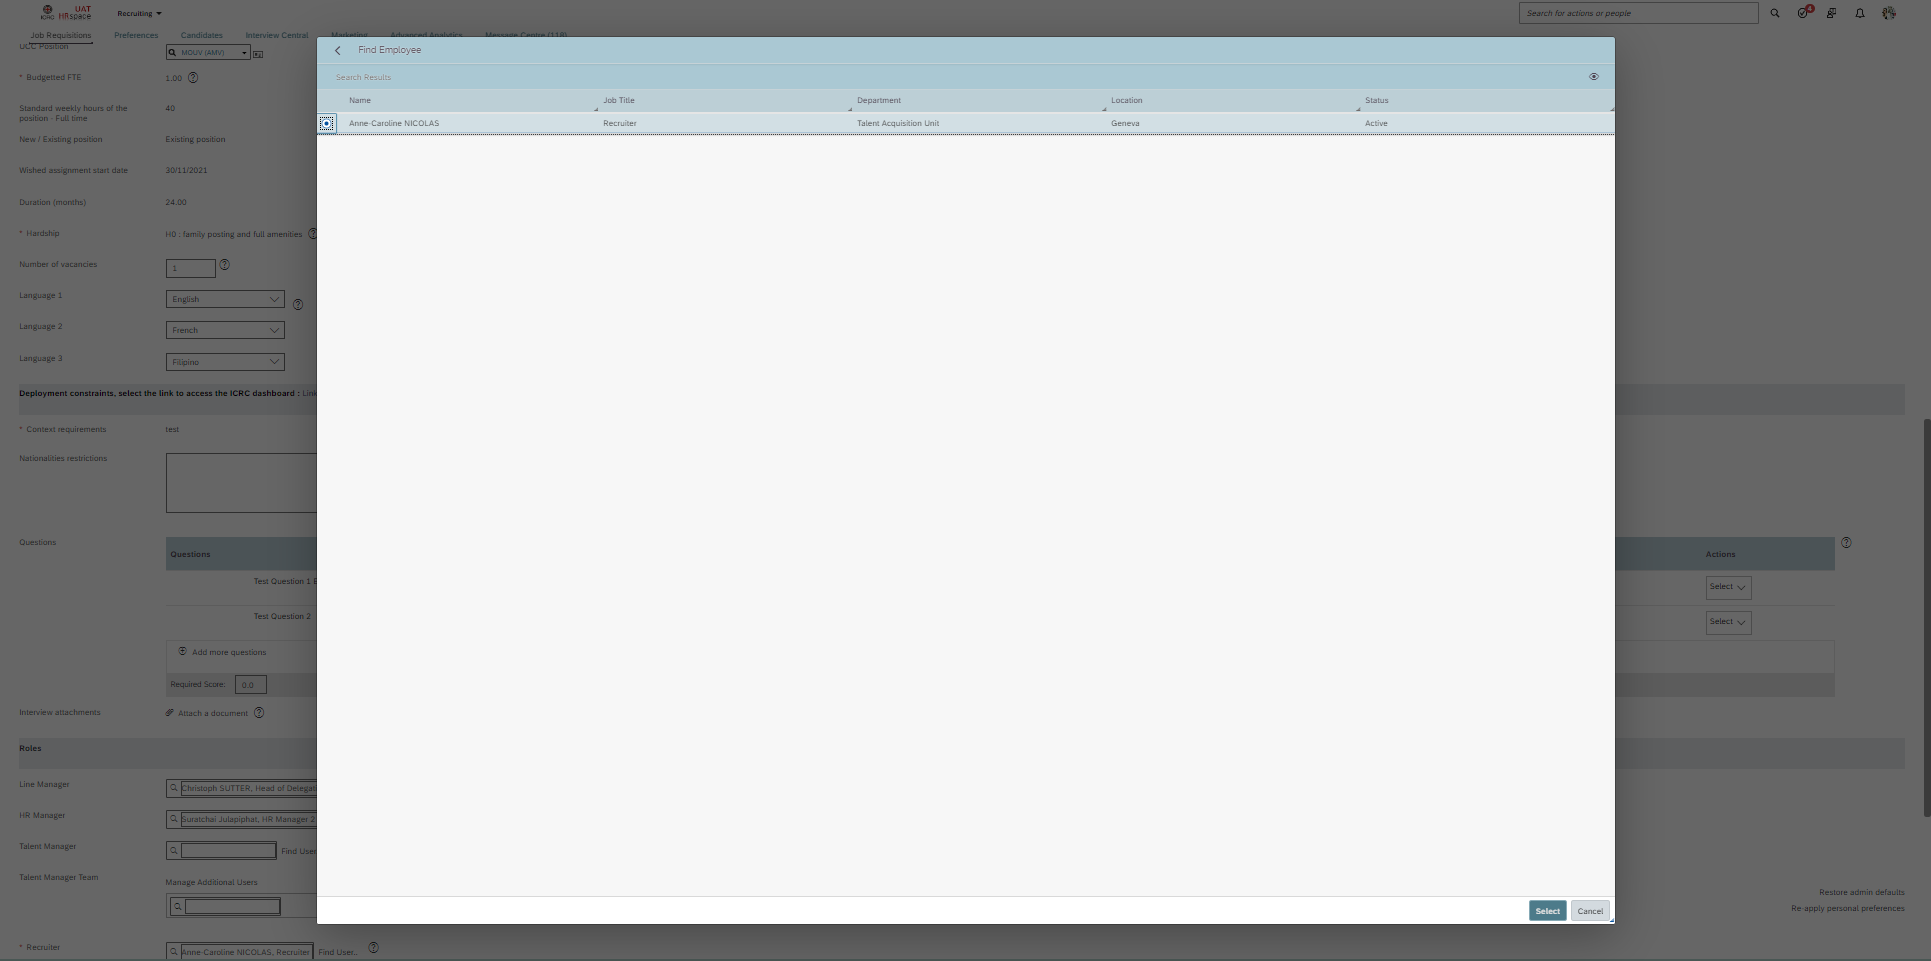 ICRC
UAT
HRspace
Recruiting
Search for actions or people
4
Job Requisitions
Preferences
Candidates
Interview Central
Marketing
Advanced Analytics
Message Centre (118)
Find Employee
Search Results
Name
Job Title
Department
Location
Status
Anne-Caroline NICOLAS
Recruiter
Talent Acquisition Unit
Geneva
Active
UCC Position
MOUV (AMV)
* Budgetted FTE
1.00
Standard weekly hours of the
position - Full time
40
New / Existing position
Existing position
Wished assignment start date
30/11/2021
Duration (months)
24.00
* Hardship
H0 : family posting and full amenities
Number of vacancies
1
Language 1
English
Language 2
French
Language 3
Filipino
Deployment constraints, select the link to access the ICRC dashboard : Link
* Context requirements
test
Nationalities restrictions
Questions
Questions
Actions
Test Question 1 E
Select
Test Question 2
Select
Add more questions
Required Score:
0.0
Interview attachments
Attach a document
Roles
Line Manager
Christoph SUTTER, Head of Delegat
HR Manager
Suratchai Julapiphat, HR Manager 2
Talent Manager
Find User
Talent Manager Team
Manage Additional Users
Restore admin defaults
Re-apply personal preferences
Select
Cancel
* Recruiter
Anne-Caroline NICOLAS, Recruiter
Find User..